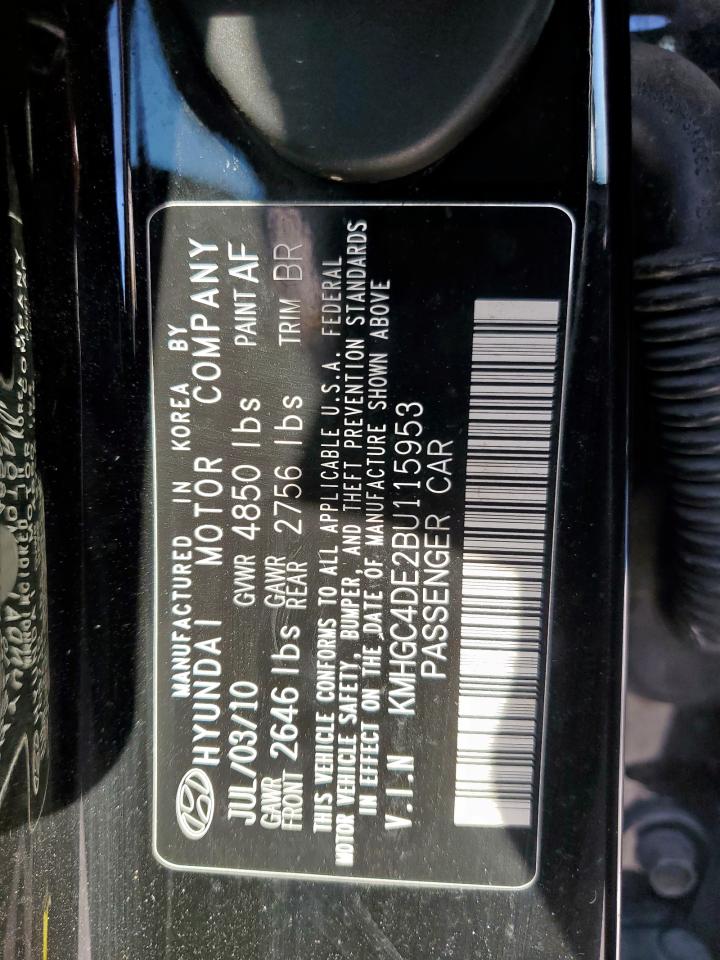 MANUFACTURED IN KOREA BY
HYUNDAI MOTOR COMPANY
JUL/03/10 GVWR 4850 lbs PAINT AF
GAWR FRONT 2646 lbs GAWR REAR 2756 lbs TRIM BR
THIS VEHICLE CONFORMS TO ALL APPLICABLE U.S.A. FEDERAL
MOTOR VEHICLE SAFETY, BUMPER, AND THEFT PREVENTION STANDARDS
IN EFFECT ON THE DATE OF MANUFACTURE SHOWN ABOVE
V.I.N KMHGC4DE2BU115953
PASSENGER CAR